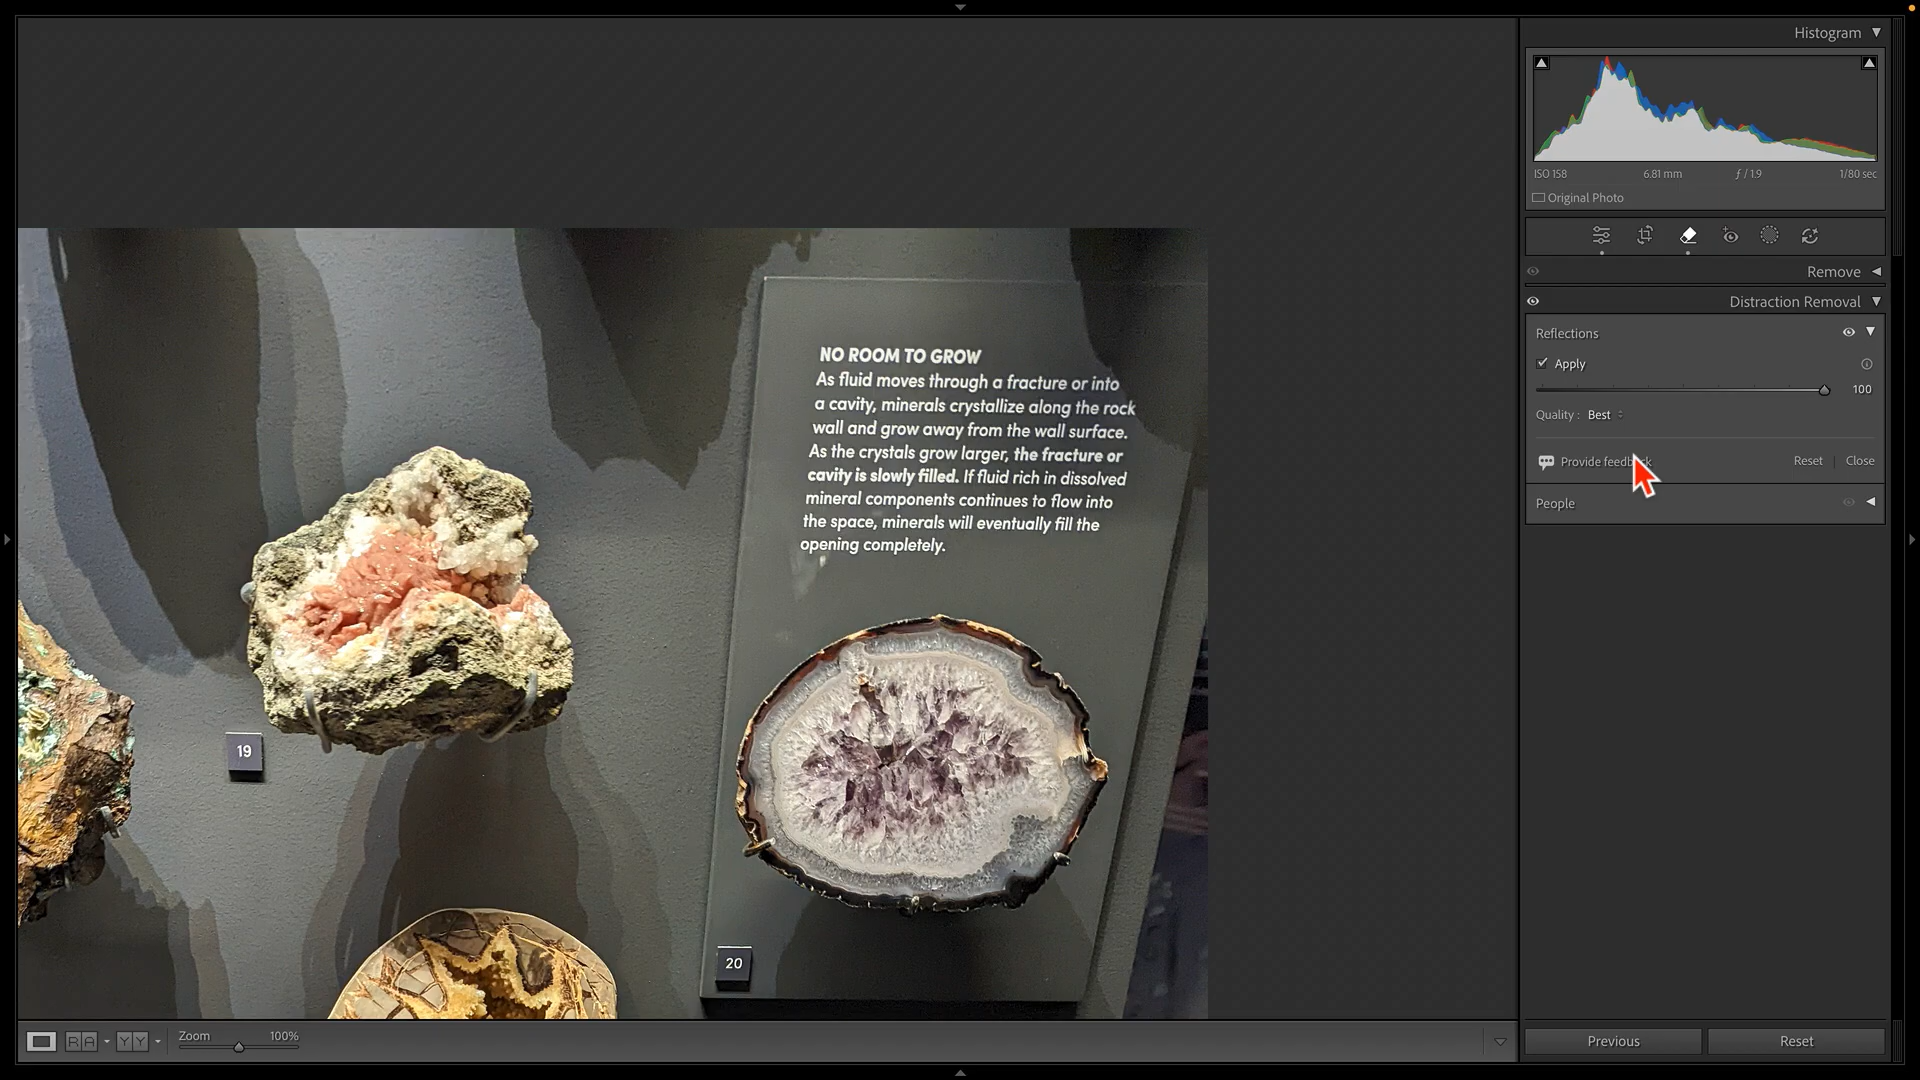 Histogram
ISO 158 6.81 mm ƒ / 1.9 1/80 sec
Original Photo
Remove
Distraction Removal
Reflections
Apply
100
Quality : Best
Provide feedback
Reset Close
People
NO ROOM TO GROW
As fluid moves through a fracture or into
a cavity, minerals crystallize along the rock
wall and grow away from the wall surface.
As the crystals grow larger, the fracture or
cavity is slowly filled. If fluid rich in dissolved
mineral components continues to flow into
the space, minerals will eventually fill the
opening completely.
19
20
R A
Y Y
Zoom 100%
Previous Reset